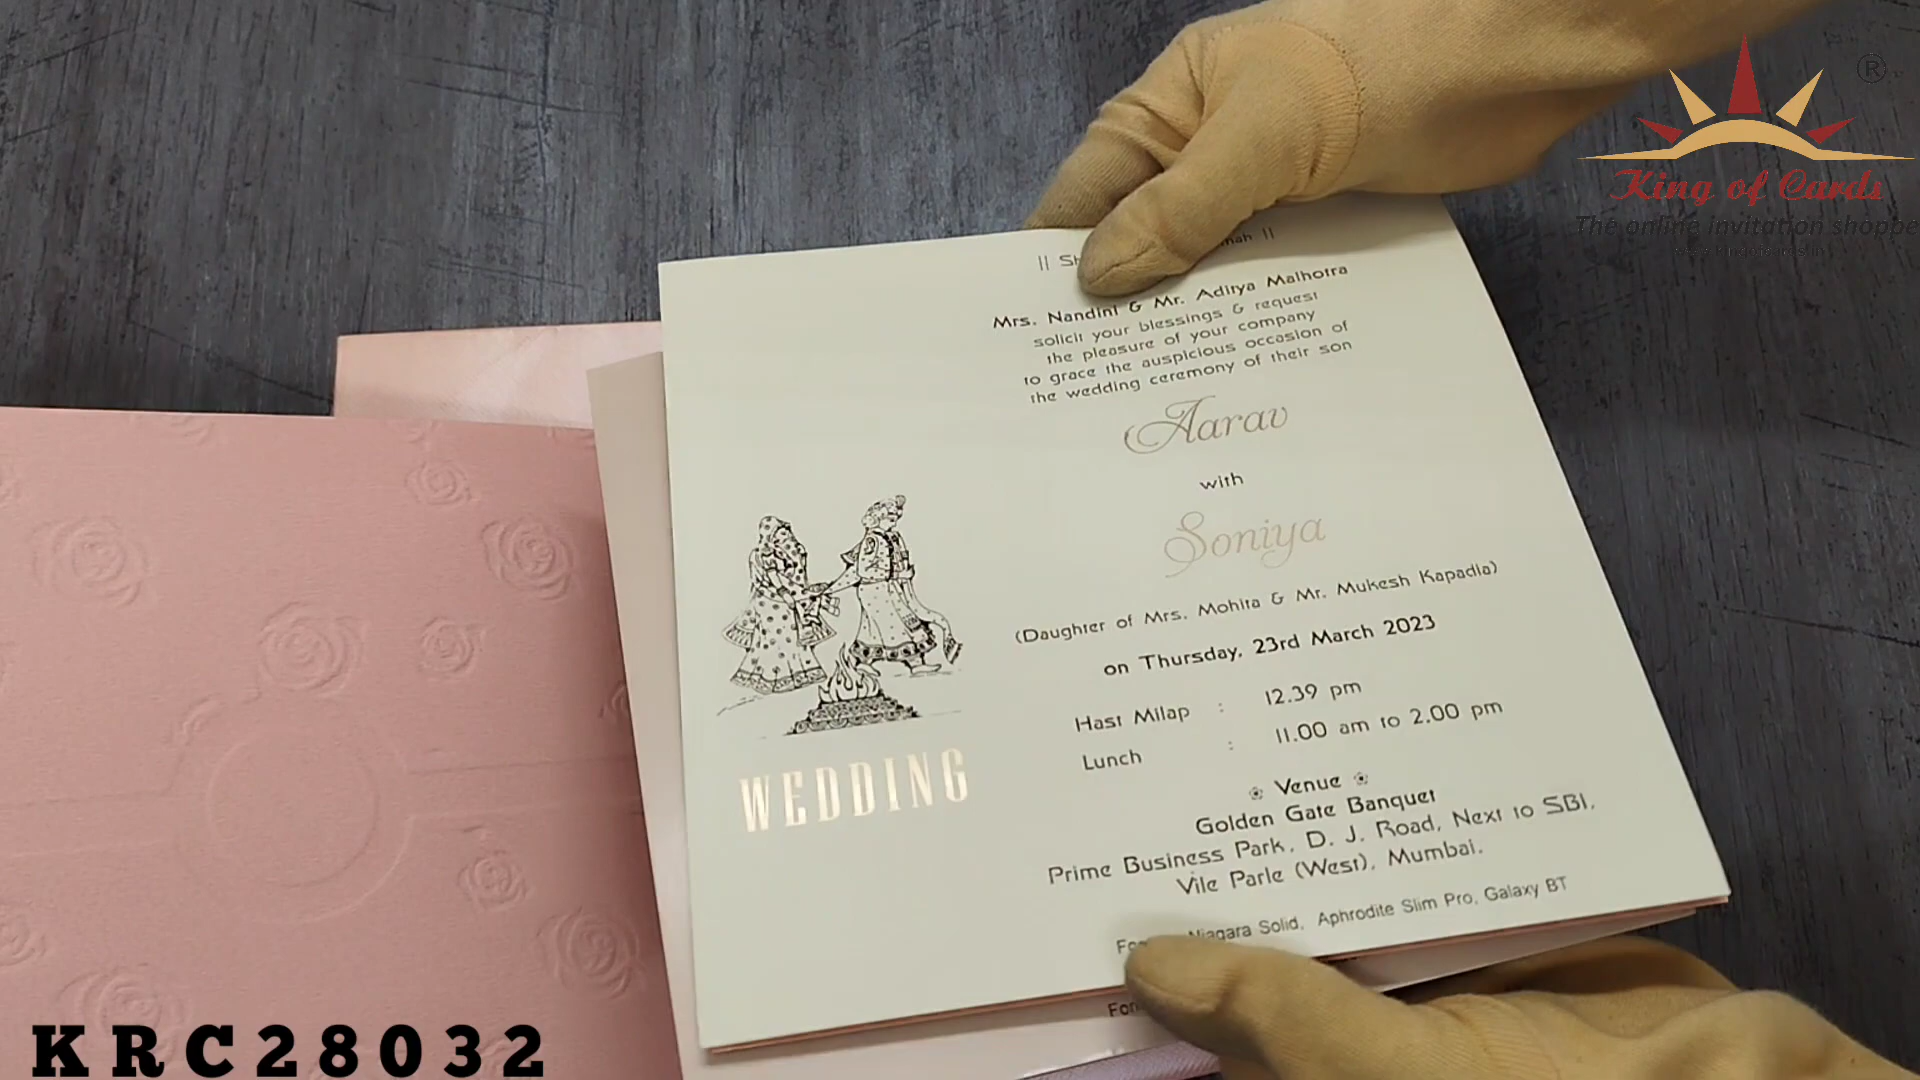 || Sh nah ||
Mrs. Nandini & Mr. Aditya Malhotra
solicit your blessings & request
the pleasure of your company
to grace the auspicious occasion of
the wedding ceremony of their son
Aarav
with
Soniya
(Daughter of Mrs. Mohita & Mr. Mukesh Kapadia)
on Thursday, 23rd March 2023
Hast Milap : 12.39 pm
Lunch : 11.00 am to 2.00 pm
Venue
Golden Gate Banquet
Prime Business Park, D. J. Road, Next to SBI,
Vile Parle (West), Mumbai.
Niagara Solid, Aphrodite Slim Pro, Galaxy BT
WEDDING
KRC28032
®
King of Cards
The online invitation shoppe